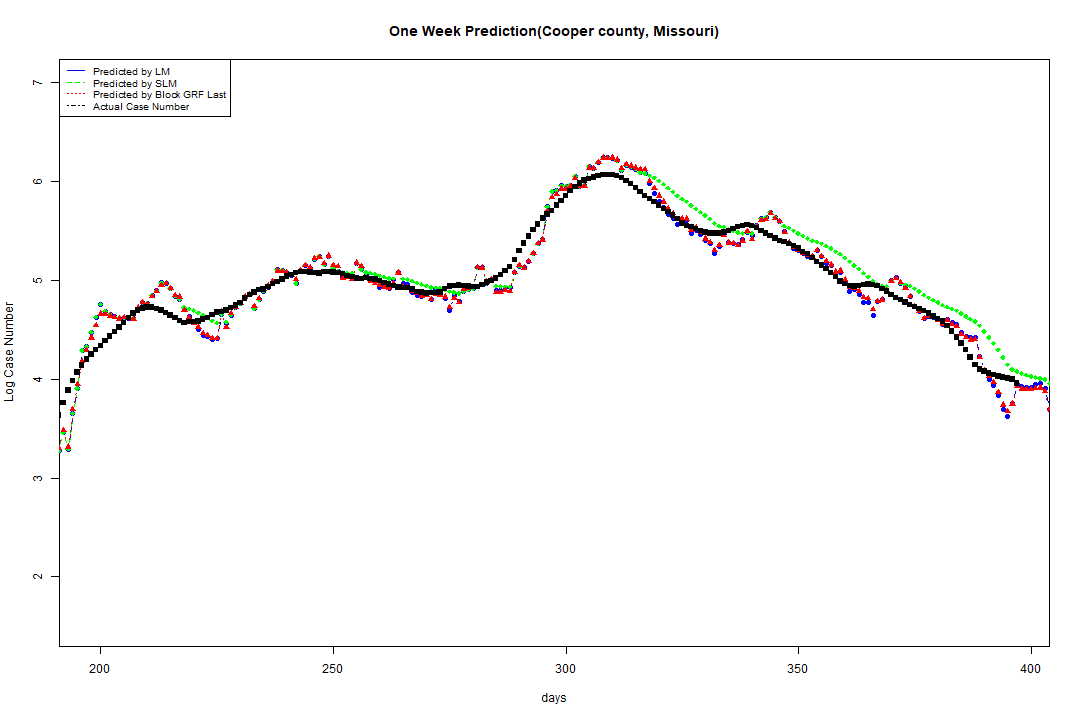 One Week Prediction(Cooper county, Missouri)
Predicted by LM
Predicted by SLM
Predicted by Block GRF Last
Actual Case Number
7
6
5
4
3
2
Log Case Number
200 250 300 350 400
days